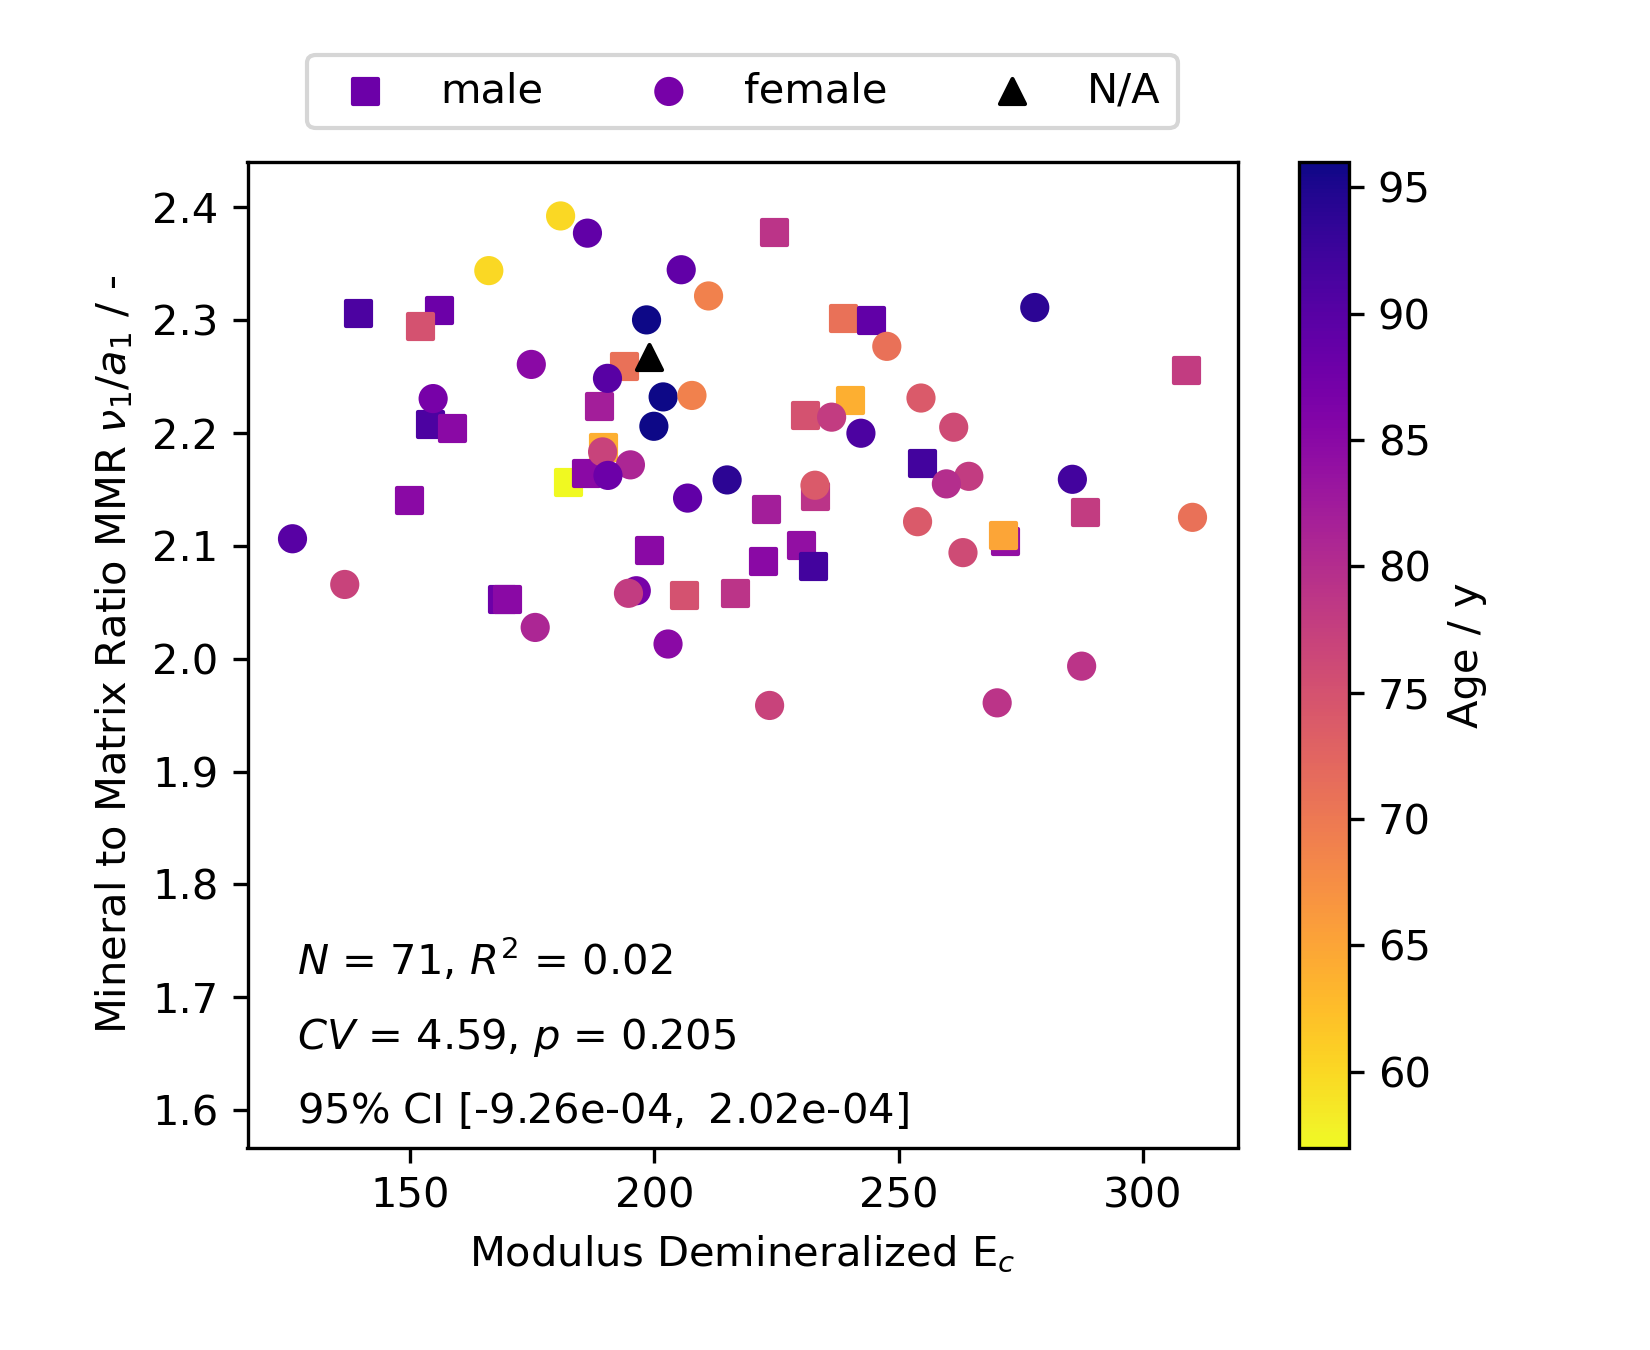 male female N/A
2.4
2.3
2.2
2.1
2.0
1.9
1.8
1.7
1.6
Mineral to Matrix Ratio MMR ν₁/a₁ / -
N = 71, R² = 0.02
CV = 4.59, p = 0.205
95% CI [-9.26e-04, 2.02e-04]
150 200 250 300
Modulus Demineralized E_c
95
90
85
80
75
70
65
60
Age / y